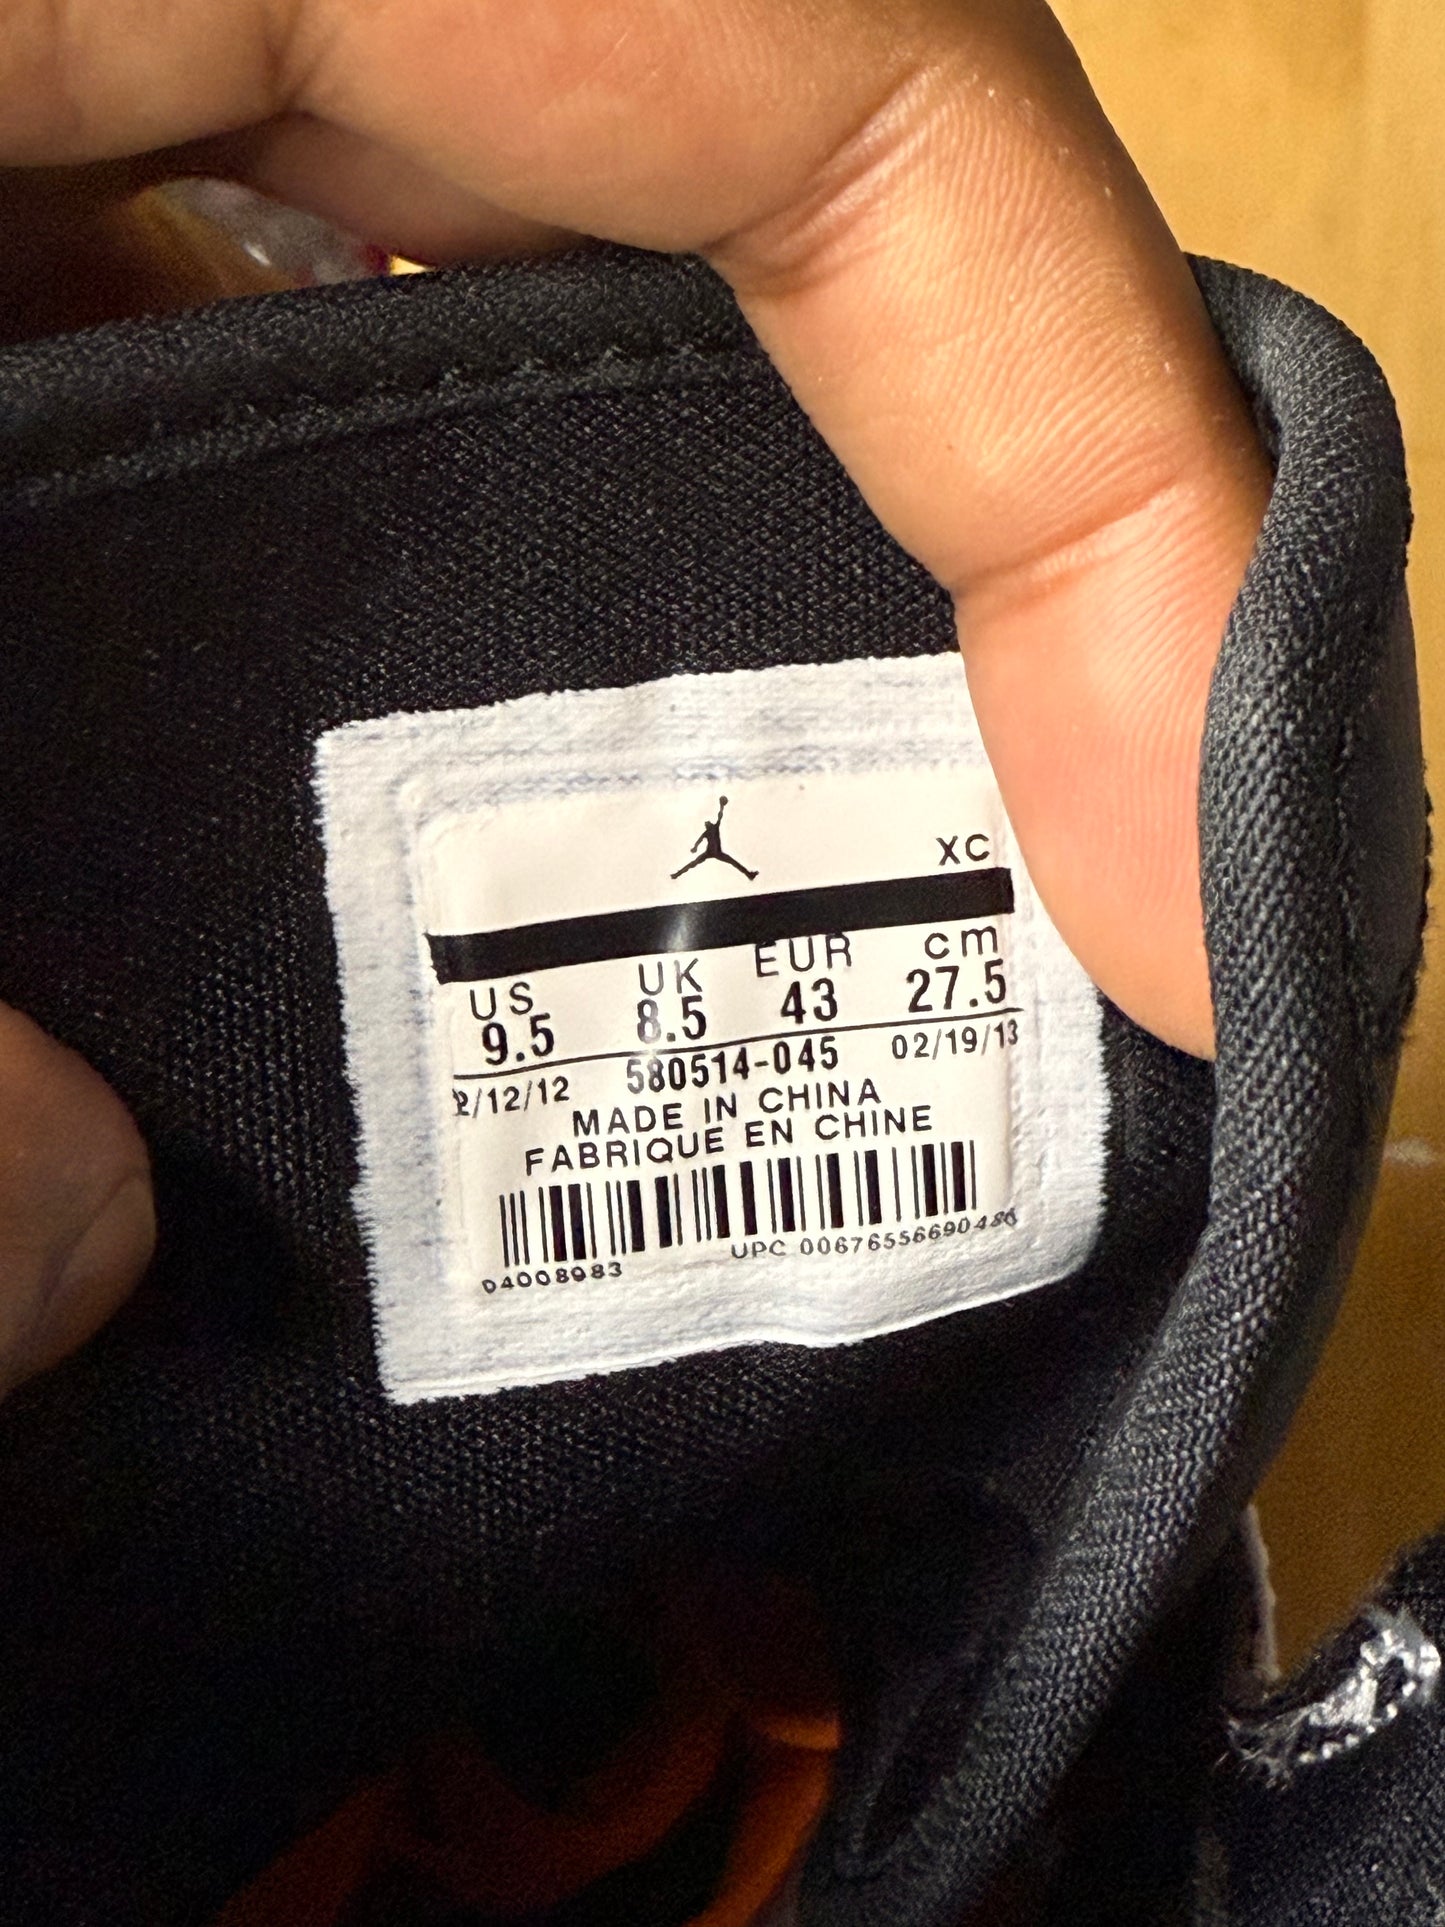 XC
US UK EUR cm
9.5 8.5 43 27.5
2/12/12 580514-045 02/19/13
MADE IN CHINA
FABRIQUE EN CHINE
UPC 00676556690486
04008983